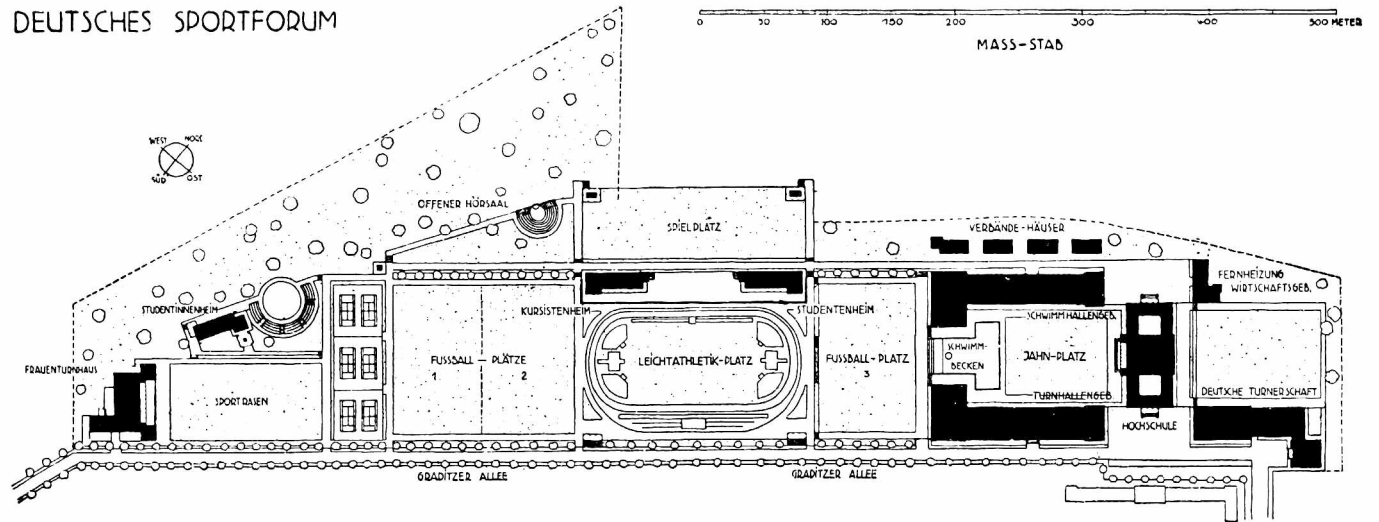 DEUTSCHES SPORTFORUM
0 50 100 150 200 300 400 500 METER
MASS-STAB
WEST NORD
SÜD OST
OFFENER HÖRSAAL
SPIELPLATZ
VERBÄNDE-HÄUSER
FERNHEIZUNG
WIRTSCHAFTSGEB.
STUDENTINNENHEIM
KURSISTENHEIM
STUDENTENHEIM
SCHWIMMHALLENGEB.
FRAUENTURNHAUS
FUSSBALL — PLÄTZE
1 2
LEICHTATHLETIK-PLATZ
FUSSBALL-PLATZ
3
SCHWIMM-
BECKEN
JAHN-PLATZ
SPORTRASEN
TURNHALLENGEB.
DEUTSCHE TURNERSCHAFT
HOCHSCHULE
GRADITZER ALLEE
GRADITZER ALLEE